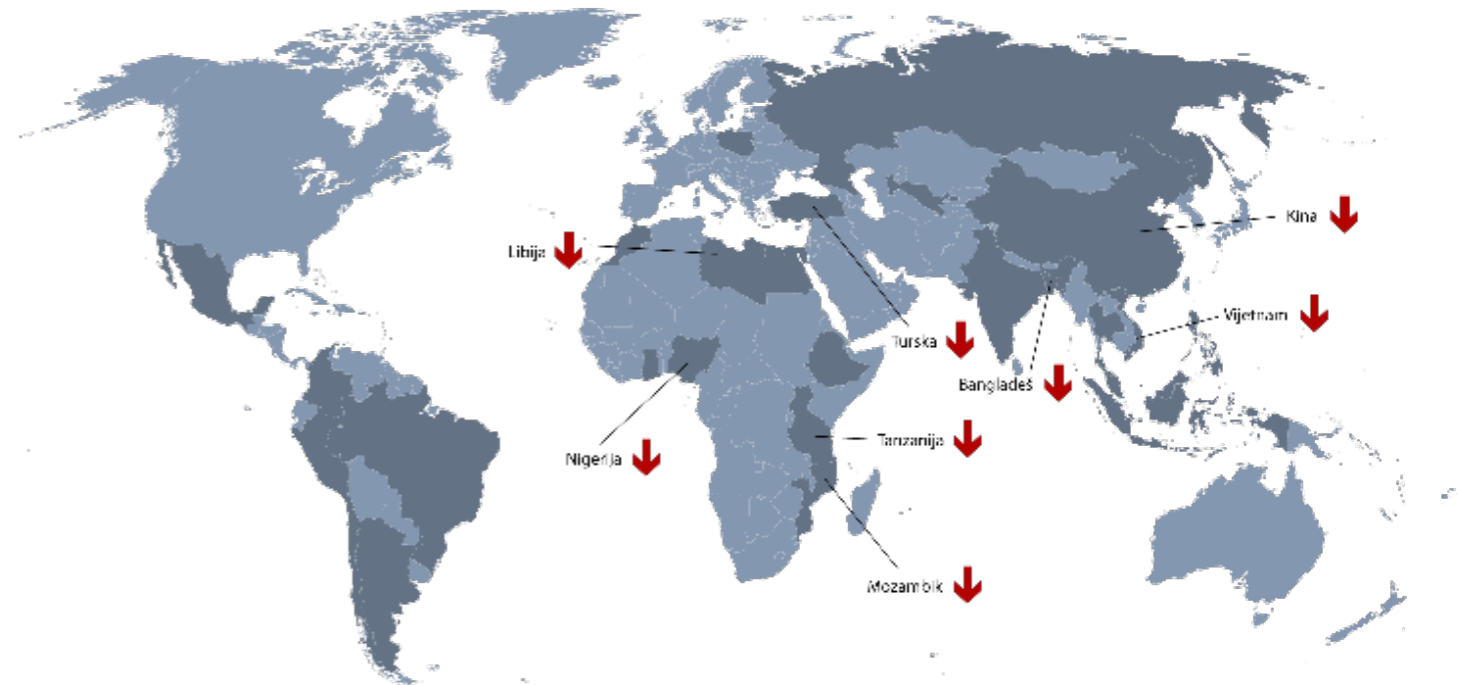 Kina
Libija
Vijetnam
Turska
Bangladeš
Tanzanija
Nigerija
Mozambik